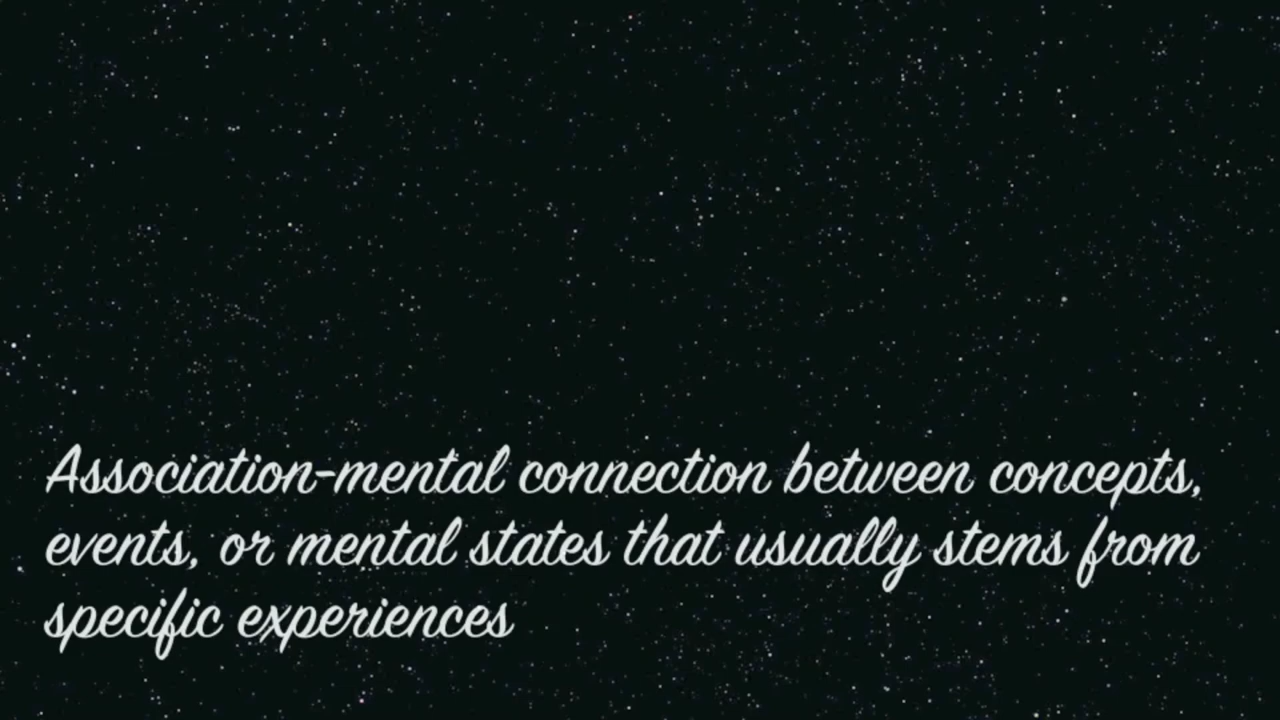 Association-mental connection between concepts,
events, or mental states that usually stems from
specific experiences